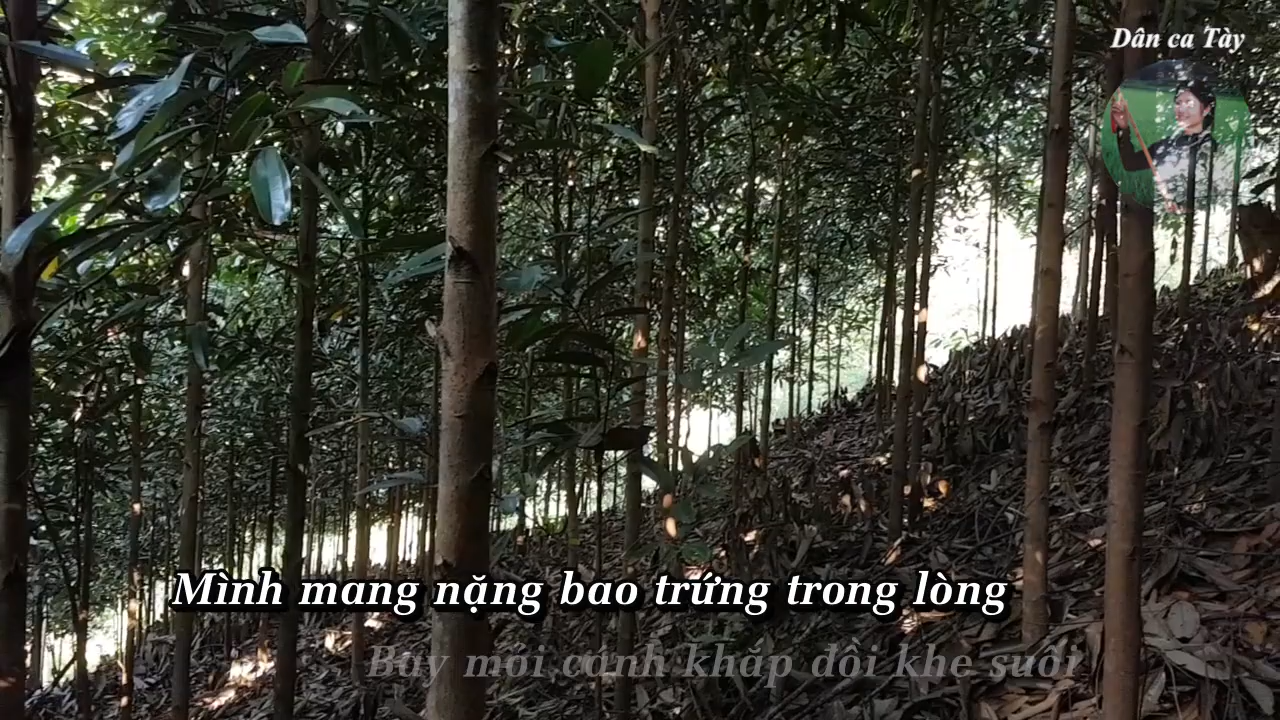 Dân ca Tày
Mình mang nặng bao trứng trong lòng
Bay mỏi cánh khắp đồi khe suối